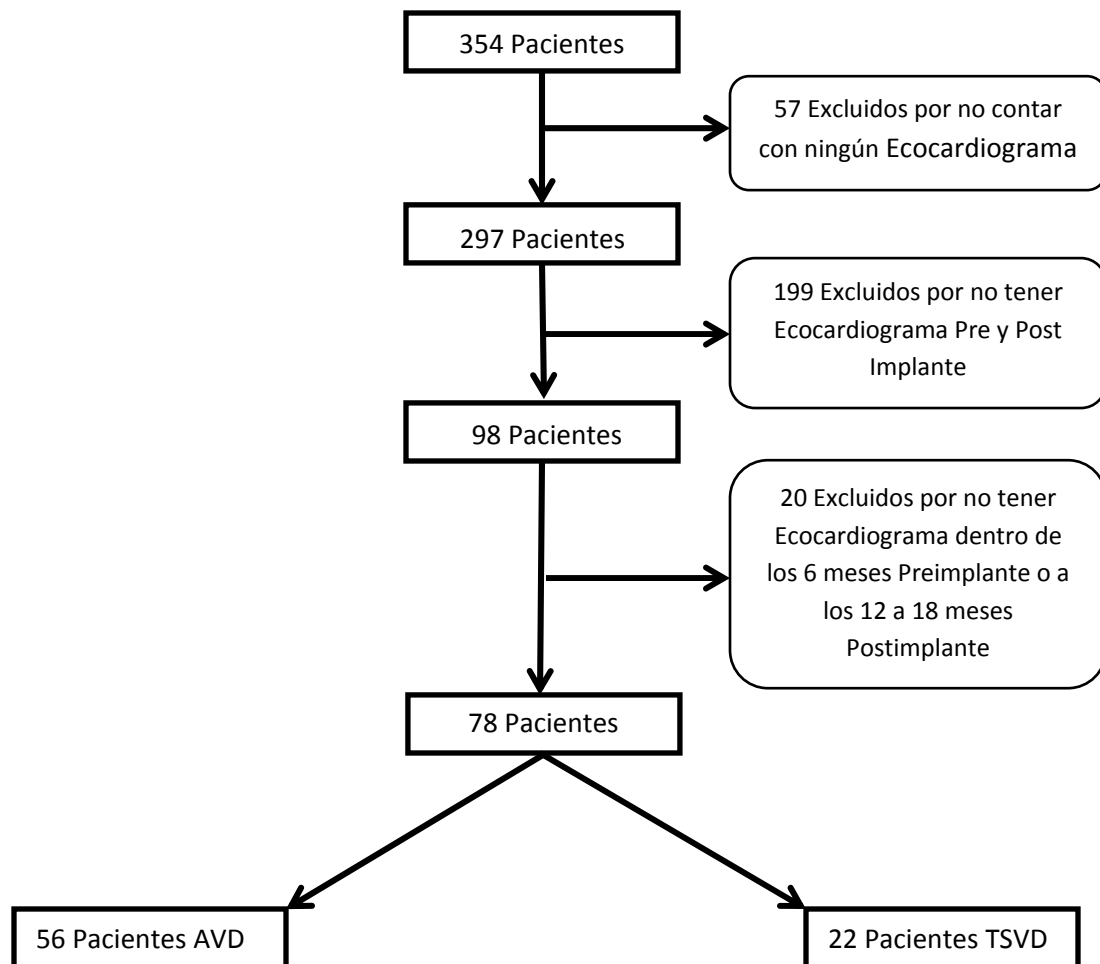 354 Pacientes
57 Excluidos por no contar
con ningún Ecocardiograma
297 Pacientes
199 Excluidos por no tener
Ecocardiograma Pre y Post
Implante
98 Pacientes
20 Excluidos por no tener
Ecocardiograma dentro de
los 6 meses Preimplante o a
los 12 a 18 meses
Postimplante
78 Pacientes
56 Pacientes AVD
22 Pacientes TSVD